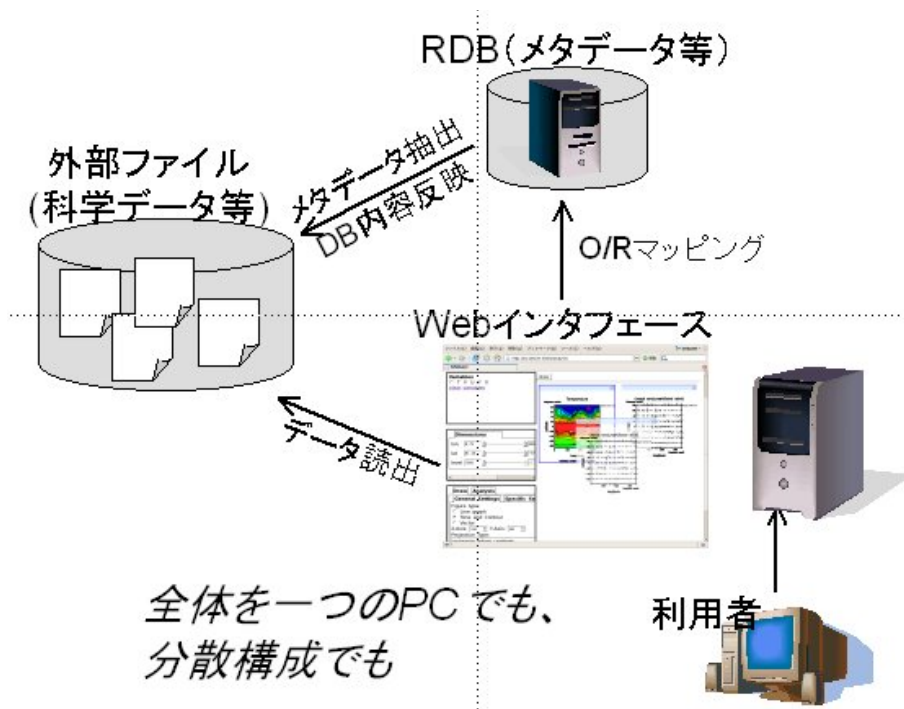 RDB(メタデータ等)
外部ファイル
(科学データ等)
メタデータ抽出
DB内容反映
O/Rマッピング
Webインタフェース
データ読出
利用者
全体を一つのPCでも、
分散構成でも